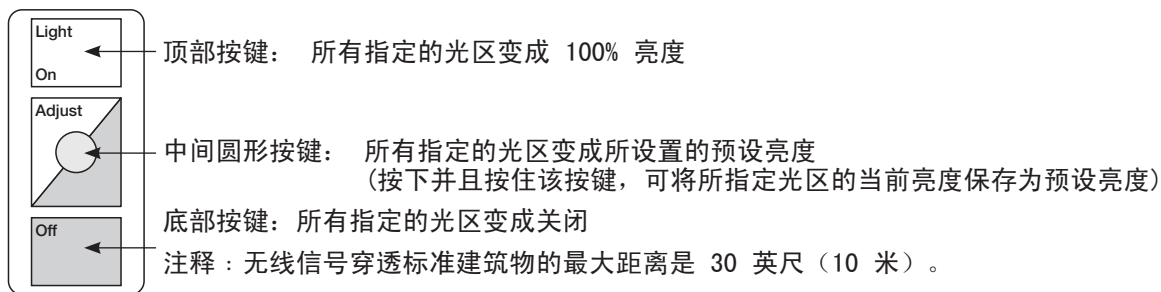 Light
On
顶部按键： 所有指定的光区变成 100% 亮度
Adjust
中间圆形按键： 所有指定的光区变成所设置的预设亮度
(按下并且按住该按键，可将所指定光区的当前亮度保存为预设亮度)
Off
底部按键：所有指定的光区变成关闭
注释：无线信号穿透标准建筑物的最大距离是 30 英尺（10 米）。